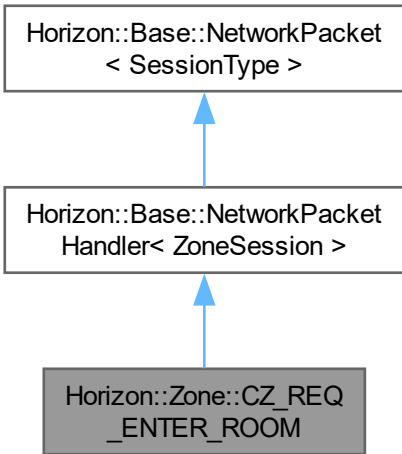 Horizon::Base::NetworkPacket
< SessionType >
Horizon::Base::NetworkPacket
Handler< ZoneSession >
Horizon::Zone::CZ_REQ
_ENTER_ROOM